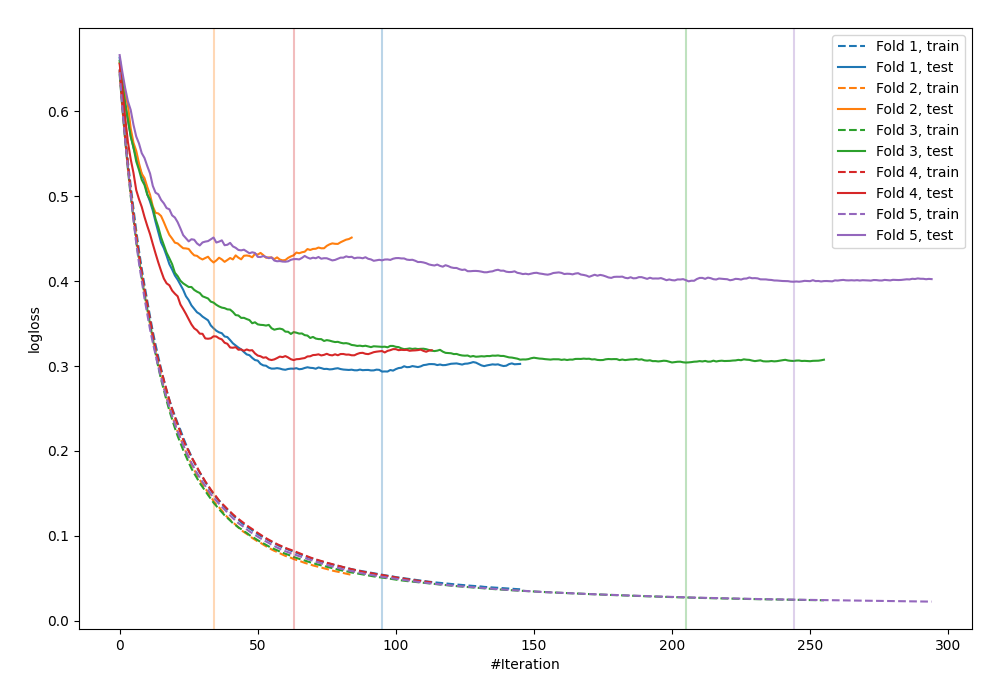 Fold 1, train
Fold 1, test
Fold 2, train
Fold 2, test
Fold 3, train
Fold 3, test
Fold 4, train
Fold 4, test
Fold 5, train
Fold 5, test
0.6
0.5
0.4
0.3
0.2
0.1
0.0
logloss
0 50 100 150 200 250 300
#Iteration